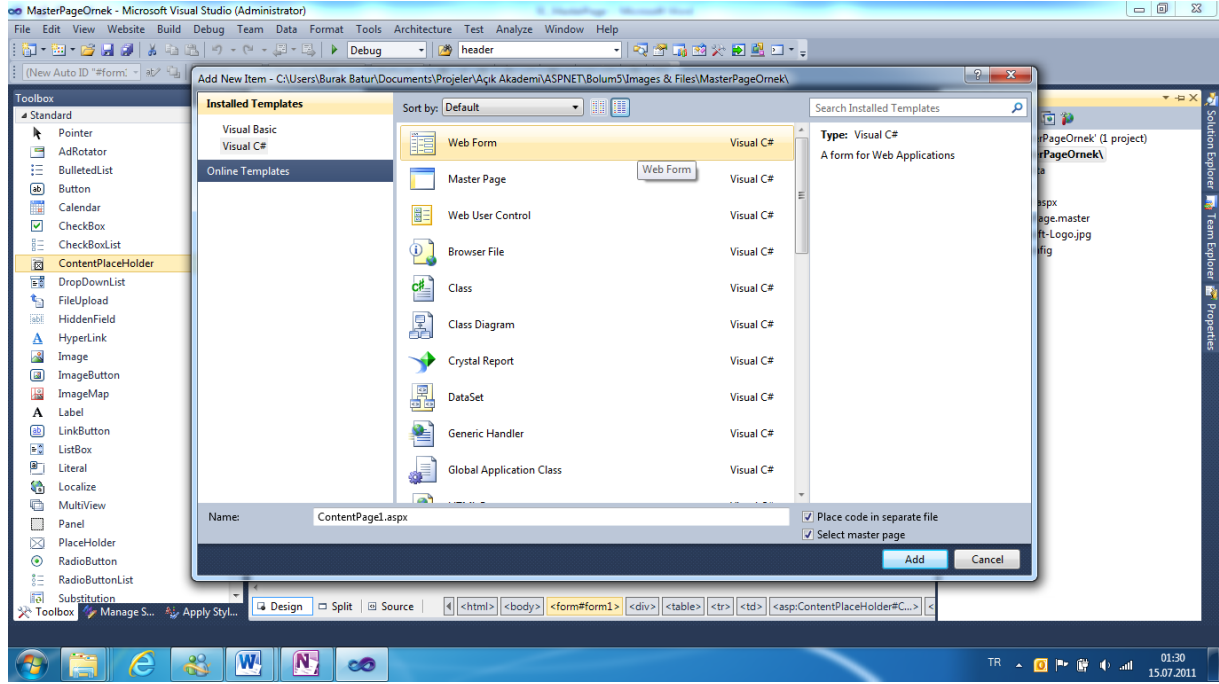 MasterPageOrnek - Microsoft Visual Studio (Administrator)
File Edit View Website Build Debug Team Data Format Tools Architecture Test Analyze Window Help
Debug
header
(New Auto ID "#form:
Add New Item - C:\Users\Burak Batur\Documents\Projeler\Açık Akademi\ASPNET\Bolum5\Images & Files\MasterPageOrnek\
Toolbox
Standard
Pointer
AdRotator
BulletedList
Button
Calendar
CheckBox
CheckBoxList
ContentPlaceHolder
DropDownList
FileUpload
HiddenField
HyperLink
Image
ImageButton
ImageMap
Label
LinkButton
ListBox
Literal
Localize
MultiView
Panel
PlaceHolder
RadioButton
RadioButtonList
Substitution
Toolbox Manage S... Apply Styl...
Installed Templates
Visual Basic
Visual C#
Online Templates
Sort by: Default
Search Installed Templates
Web Form Visual C#
Web Form
Master Page Visual C#
Web User Control Visual C#
Browser File Visual C#
Class Visual C#
Class Diagram Visual C#
Crystal Report Visual C#
DataSet Visual C#
Generic Handler Visual C#
Global Application Class Visual C#
Type: Visual C#
A form for Web Applications
Name: ContentPage1.aspx
Place code in separate file
Select master page
Add Cancel
rPageOrnek' (1 project)
rPageOrnek\
ta
aspx
age.master
ft-Logo.jpg
nfig
Solution Explorer
Team Explorer
Properties
Design Split Source <html> <body> <form#form1> <div> <table> <tr> <td> <asp:ContentPlaceHolder#C...>
TR 01:30
15.07.2011